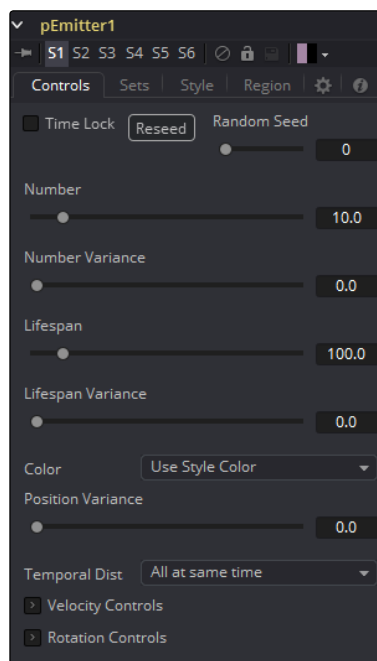 pEmitter1
S1 S2 S3 S4 S5 S6
Controls Sets Style Region
Time Lock Reseed Random Seed
0
Number
10.0
Number Variance
0.0
Lifespan
100.0
Lifespan Variance
0.0
Color Use Style Color
Position Variance
0.0
Temporal Dist All at same time
Velocity Controls
Rotation Controls